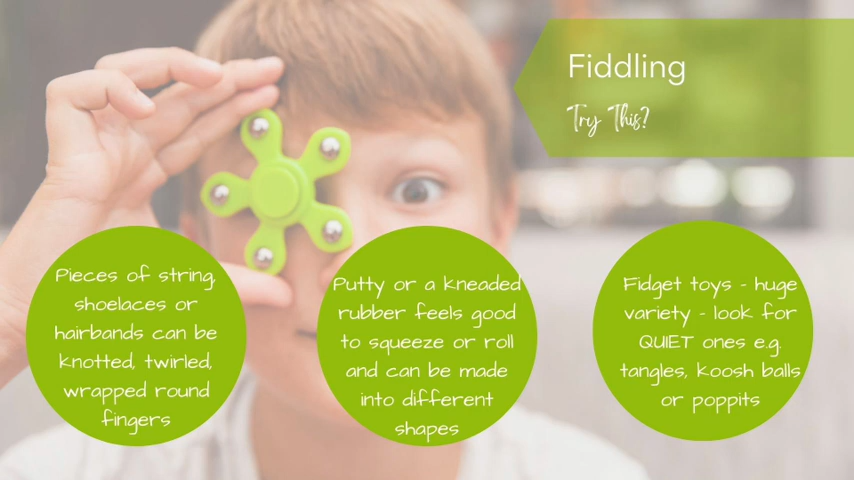 Fiddling
Try This?
Pieces of string,
shoelaces or
hairbands can be
knotted, twirled,
wrapped round
fingers
Putty or a kneaded
rubber feels good
to squeeze or roll
and can be made
into different
shapes
Fidget toys - huge
variety - look for
QUIET ones e.g.
tangles, koosh balls
or poppits